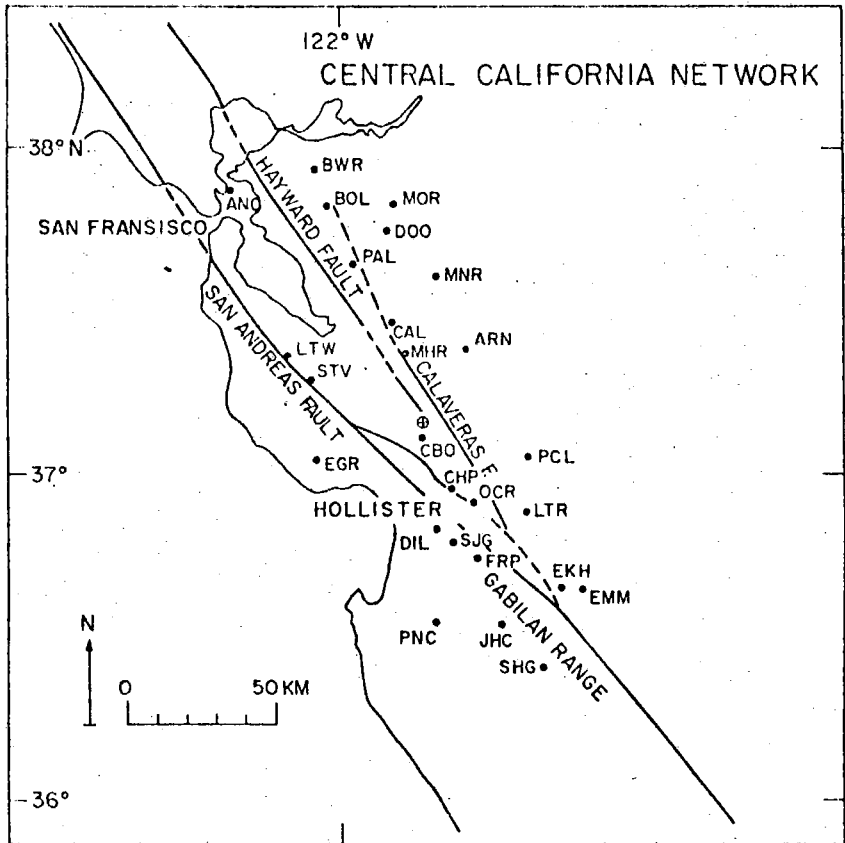 122° W
CENTRAL CALIFORNIA NETWORK
38° N
BWR
HAYWARD FAULT
ANG
BOL
MOR
SAN FRANSISCO
DOO
PAL
MNR
SAN ANDREAS FAULT
CAL
ARN
LTW
MHR
STV
CALAVERAS F.
CBO
PCL
EGR
37°
CHP
OCR
HOLLISTER
LTR
DIL
SJG
FRP
EKH
EMM
GABILAN RANGE
N
PNC
JHC
SHG
0 50 KM
36°